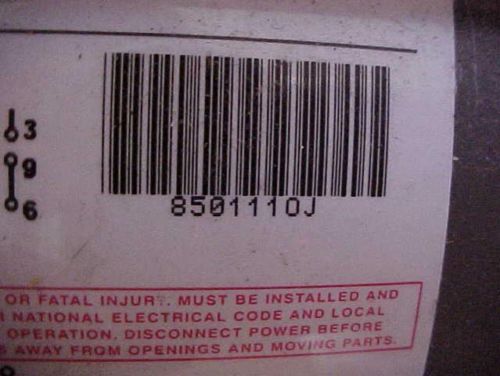 3
9
6
8501110J
OR FATAL INJURY. MUST BE INSTALLED AND
NATIONAL ELECTRICAL CODE AND LOCAL
OPERATION. DISCONNECT POWER BEFORE
AWAY FROM OPENINGS AND MOVING PARTS.